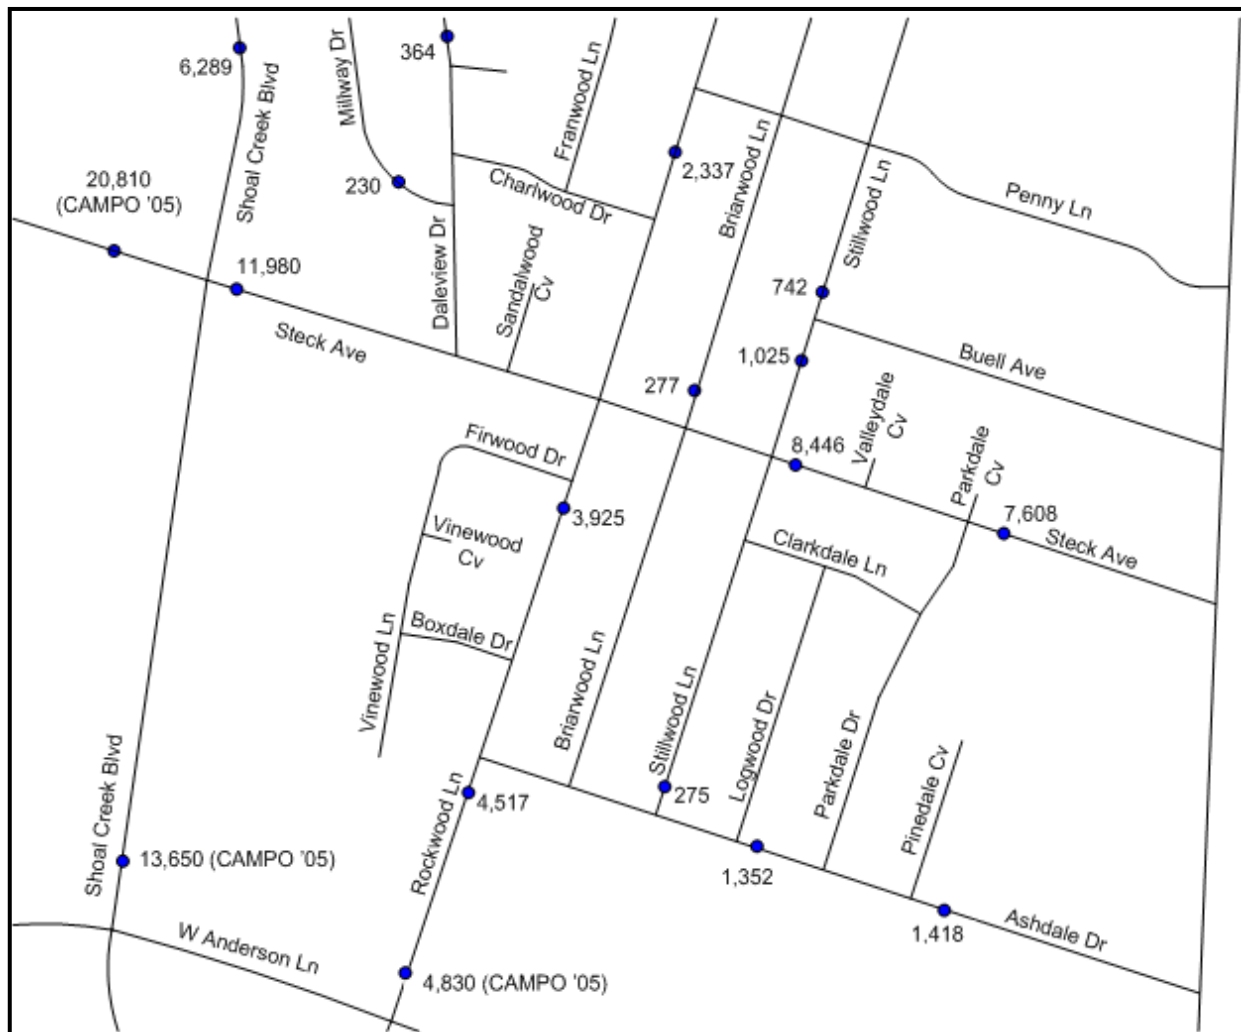 6,289
Shoal Creek Blvd
Millway Dr
364
Franwood Ln
20,810
(CAMPO '05)
230
Charlwood Dr
2,337
Briarwood Ln
Stillwood Ln
Penny Ln
11,980
Steck Ave
Daleview Dr
Sandalwood
Cv
742
1,025
Buell Ave
277
Firwood Dr
8,446
Valleydale
Cv
Parkdale
Cv
7,608
Steck Ave
3,925
Vinewood
Cv
Clarkdale Ln
Boxdale Dr
Vinewood Ln
Briarwood Ln
Stillwood Ln
Logwood Dr
Parkdale Dr
Pinedale Cv
Shoal Creek Blvd
13,650 (CAMPO '05)
Rockwood Ln
4,517
275
1,352
1,418
Ashdale Dr
W Anderson Ln
4,830 (CAMPO '05)